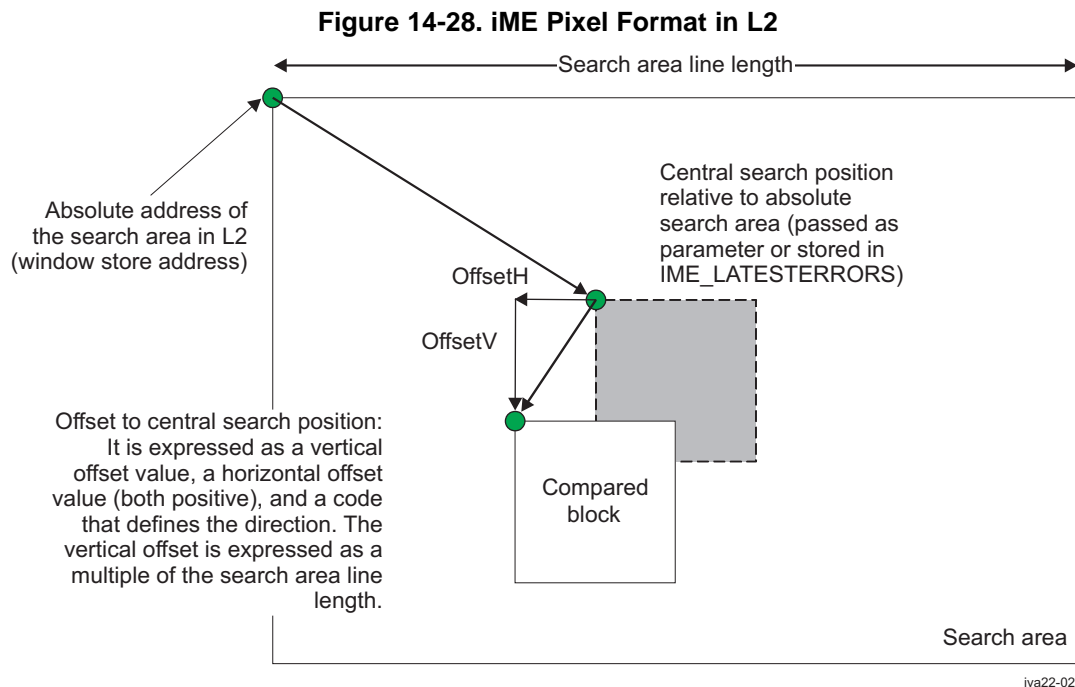 Figure 14-28. iME Pixel Format in L2
Search area line length
Central search position
relative to absolute
search area (passed as
parameter or stored in
IME_LATESTERRORS)
Absolute address of
the search area in L2
(window store address)
OffsetH
OffsetV
Offset to central search position:
It is expressed as a vertical
offset value, a horizontal offset
value (both positive), and a code
that defines the direction. The
vertical offset is expressed as a
multiple of the search area line
length.
Compared
block
Search area
iva22-02